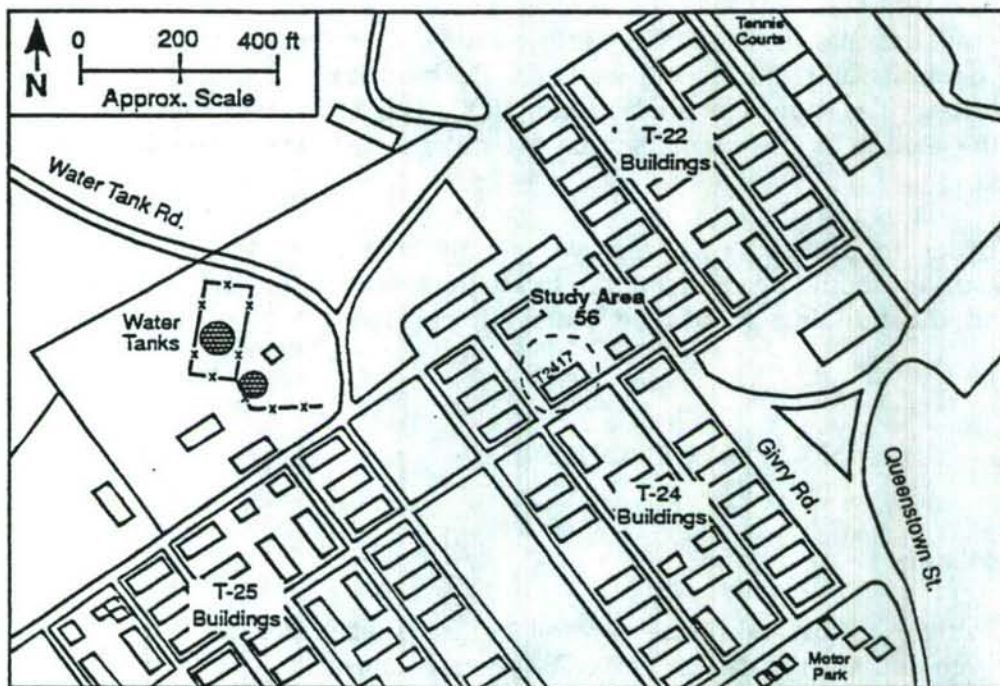 N
0 200 400 ft
Approx. Scale
Tennis
Courts
T-22
Buildings
Water Tank Rd.
Study Area
56
Water
Tanks
T2417
T-24
Buildings
Givry Rd.
Queenstown St.
T-25
Buildings
Motor
Park